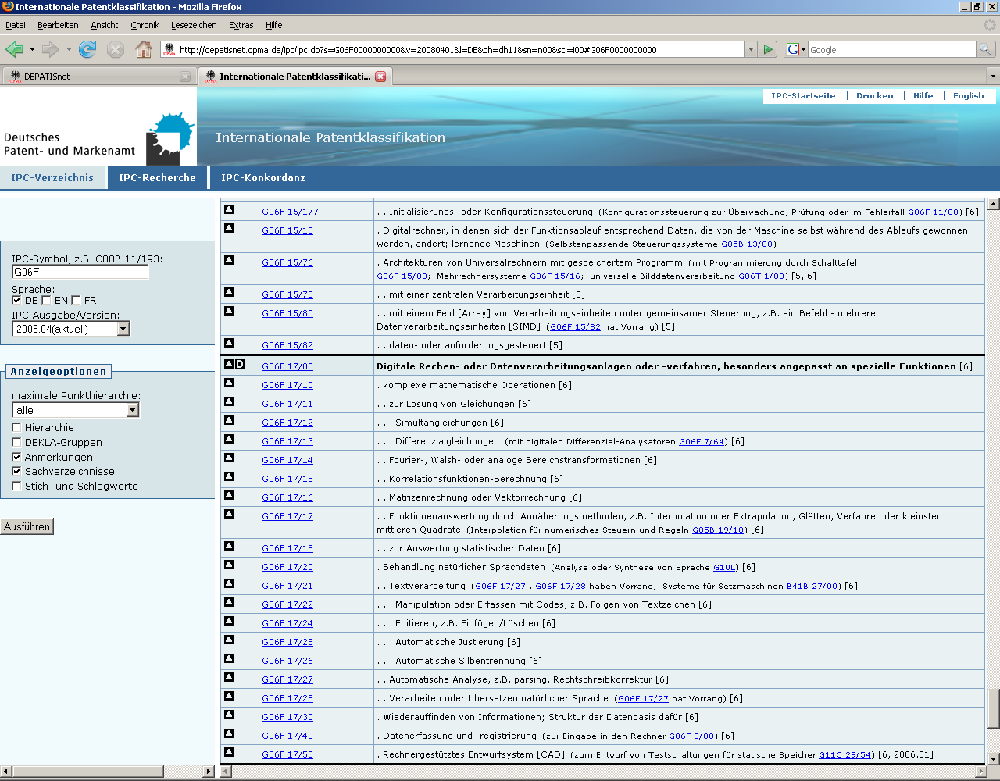 Internationale Patentklassifikation - Mozilla Firefox
Datei Bearbeiten Ansicht Chronik Lesezeichen Extras Hilfe
http://depatisnet.dpma.de/ipc/ipc.do?s=G06F0000000000&v=20080401&l=DE&dh=dh11&sn=n00&sci=i00#G06F0000000000
G Google
DEPATISnet
Internationale Patentklassifikati...
IPC-Startseite Drucken Hilfe English
Deutsches
Patent- und Markenamt
Internationale Patentklassifikation
IPC-Verzeichnis IPC-Recherche IPC-Konkordanz
IPC-Symbol, z.B. C08B 11/193:
G06F
Sprache:
DE EN FR
IPC-Ausgabe/Version:
2008.04(aktuell)
Anzeigeoptionen
maximale Punkthierarchie:
alle
Hierarchie
DEKLA-Gruppen
Anmerkungen
Sachverzeichnisse
Stich- und Schlagworte
Ausführen
G06F 15/177 . . Initialisierungs- oder Konfigurationssteuerung (Konfigurationssteuerung zur Überwachung, Prüfung oder im Fehlerfall G06F 11/00) [6]
G06F 15/18 . Digitalrechner, in denen sich der Funktionsablauf entsprechend Daten, die von der Maschine selbst während des Ablaufs gewonnen
werden, ändert; lernende Maschinen (Selbstanpassende Steuerungssysteme G05B 13/00)
G06F 15/76 . Architekturen von Universalrechnern mit gespeichertem Programm (mit Programmierung durch Schalttafel
G06F 15/08; Mehrrechnersysteme G06F 15/16; universelle Bilddatenverarbeitung G06T 1/00) [5, 6]
G06F 15/78 . . mit einer zentralen Verarbeitungseinheit [5]
G06F 15/80 . . mit einem Feld [Array] von Verarbeitungseinheiten unter gemeinsamer Steuerung, z.B. ein Befehl - mehrere
Datenverarbeitungseinheiten [SIMD] (G06F 15/82 hat Vorrang) [5]
G06F 15/82 . . daten- oder anforderungsgesteuert [5]
D G06F 17/00 Digitale Rechen- oder Datenverarbeitungsanlagen oder -verfahren, besonders angepasst an spezielle Funktionen [6]
G06F 17/10 . komplexe mathematische Operationen [6]
G06F 17/11 . . zur Lösung von Gleichungen [6]
G06F 17/12 . . . Simultangleichungen [6]
G06F 17/13 . . . Differenzialgleichungen (mit digitalen Differenzial-Analysatoren G06F 7/64) [6]
G06F 17/14 . . Fourier-, Walsh- oder analoge Bereichstransformationen [6]
G06F 17/15 . . Korrelationsfunktionen-Berechnung [6]
G06F 17/16 . . Matrizenrechnung oder Vektorrechnung [6]
G06F 17/17 . . Funktionenauswertung durch Annäherungsmethoden, z.B. Interpolation oder Extrapolation, Glätten, Verfahren der kleinsten
mittleren Quadrate (Interpolation für numerisches Steuern und Regeln G05B 19/18) [6]
G06F 17/18 . . zur Auswertung statistischer Daten [6]
G06F 17/20 . Behandlung natürlicher Sprachdaten (Analyse oder Synthese von Sprache G10L) [6]
G06F 17/21 . . Textverarbeitung (G06F 17/27 , G06F 17/28 haben Vorrang; Systeme für Setzmaschinen B41B 27/00) [6]
G06F 17/22 . . . Manipulation oder Erfassen mit Codes, z.B. Folgen von Textzeichen [6]
G06F 17/24 . . . Editieren, z.B. Einfügen/Löschen [6]
G06F 17/25 . . . Automatische Justierung [6]
G06F 17/26 . . . Automatische Silbentrennung [6]
G06F 17/27 . . Automatische Analyse, z.B. parsing, Rechtschreibkorrektur [6]
G06F 17/28 . . Verarbeiten oder Übersetzen natürlicher Sprache (G06F 17/27 hat Vorrang) [6]
G06F 17/30 . Wiederauffinden von Informationen; Struktur der Datenbasis dafür [6]
G06F 17/40 . Datenerfassung und -registrierung (zur Eingabe in den Rechner G06F 3/00) [6]
G06F 17/50 . Rechnergestütztes Entwurfsystem [CAD] (zum Entwurf von Testschaltungen für statische Speicher G11C 29/54) [6, 2006.01]